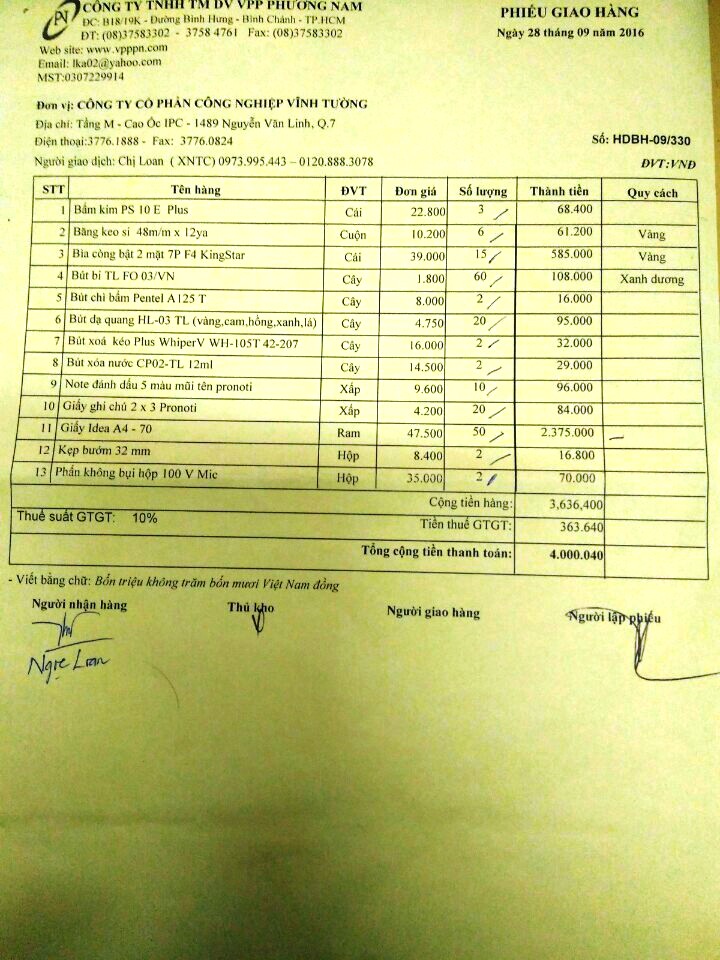 CÔNG TY TNHH TM DV VPP PHƯƠNG NAM
ĐC: B18/19K - Đường Bình Hưng - Bình Chánh - TP.HCM
ĐT: (08)37583302 - 3758 4761 Fax: (08)37583302
Web site: www.vpppn.com
Email: lka02@yahoo.com
MST:0307229914
PHIẾU GIAO HÀNG
Ngày 28 tháng 09 năm 2016
Đơn vị: CÔNG TY CỔ PHẦN CÔNG NGHIỆP VĨNH TƯỜNG
Địa chỉ: Tầng M - Cao Ốc IPC - 1489 Nguyễn Văn Linh, Q.7
Điện thoại:3776.1888 - Fax: 3776.0824
Số: HDBH-09/330
Người giao dịch: Chị Loan ( XNTC) 0973.995.443 – 0120.888.3078
ĐVT:VNĐ
STT Tên hàng ĐVT Đơn giá Số lượng Thành tiền Quy cách
1 Bấm kim PS 10 E Plus Cái 22.800 3 68.400
2 Băng keo si 48m/m x 12ya Cuộn 10.200 6 61.200 Vàng
3 Bìa còng bật 2 mặt 7P F4 KingStar Cái 39.000 15 585.000 Vàng
4 Bút bi TL FO 03/VN Cây 1.800 60 108.000 Xanh dương
5 Bút chì bấm Pentel A125 T Cây 8.000 2 16.000
6 Bút dạ quang HL-03 TL (vàng,cam,hồng,xanh,lá) Cây 4.750 20 95.000
7 Bút xoá kéo Plus WhiperV WH-105T 42-207 Cây 16.000 2 32.000
8 Bút xóa nước CP02-TL 12ml Cây 14.500 2 29.000
9 Note đánh dấu 5 màu mũi tên pronoti Xấp 9.600 10 96.000
10 Giấy ghi chú 2 x 3 Pronoti Xấp 4.200 20 84.000
11 Giấy Idea A4 - 70 Ram 47.500 50 2.375.000
12 Kẹp bướm 32 mm Hộp 8.400 2 16.800
13 Phấn không bụi hộp 100 V Mic Hộp 35.000 2 70.000
Cộng tiền hàng: 3,636,400
Thuế suất GTGT: 10% Tiền thuế GTGT: 363.640
Tổng cộng tiền thanh toán: 4.000.040
- Viết bằng chữ: Bốn triệu không trăm bốn mươi Việt Nam đồng
Người nhận hàng Thủ kho Người giao hàng Người lập phiếu
Ngọc Loan